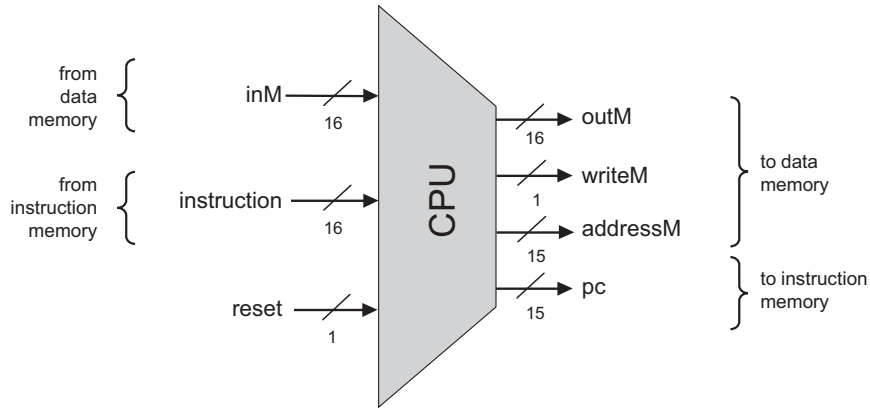 from
data
memory
inM
16
from
instruction
memory
instruction
16
reset
1
CPU
outM
16
writeM
1
addressM
15
pc
15
to data
memory
to instruction
memory